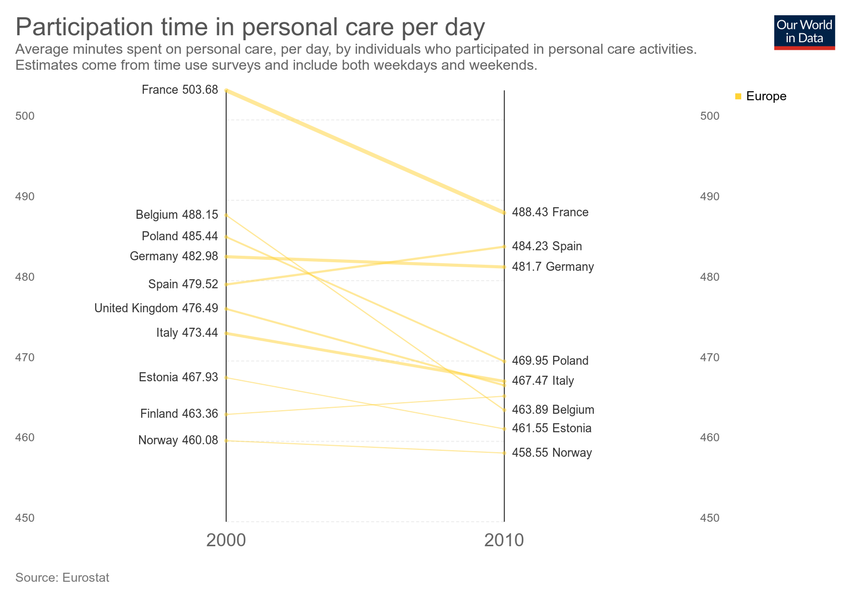 Participation time in personal care per day
Average minutes spent on personal care, per day, by individuals who participated in personal care activities.
Estimates come from time use surveys and include both weekdays and weekends.
Our World
in Data
Europe
France 503.68
500
500
490
490
Belgium 488.15
488.43 France
Poland 485.44
484.23 Spain
Germany 482.98
481.7 Germany
480
480
Spain 479.52
United Kingdom 476.49
Italy 473.44
470
470
469.95 Poland
Estonia 467.93
467.47 Italy
Finland 463.36
463.89 Belgium
461.55 Estonia
460
460
Norway 460.08
458.55 Norway
450
450
2000
2010
Source: Eurostat